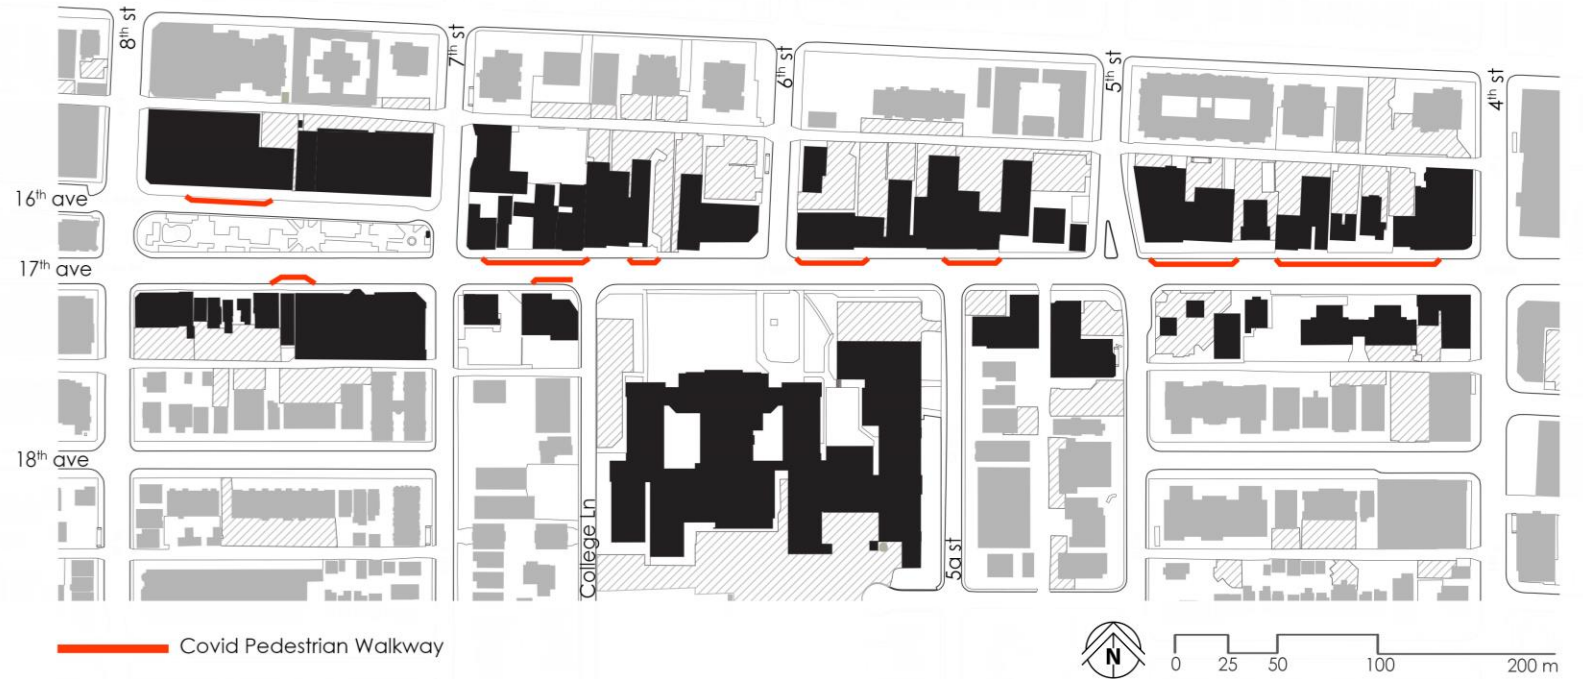 8th st
7th st
6th st
5th st
4th st
16th ave
17th ave
18th ave
College Ln
5a st
Covid Pedestrian Walkway
N
0 25 50 100 200 m